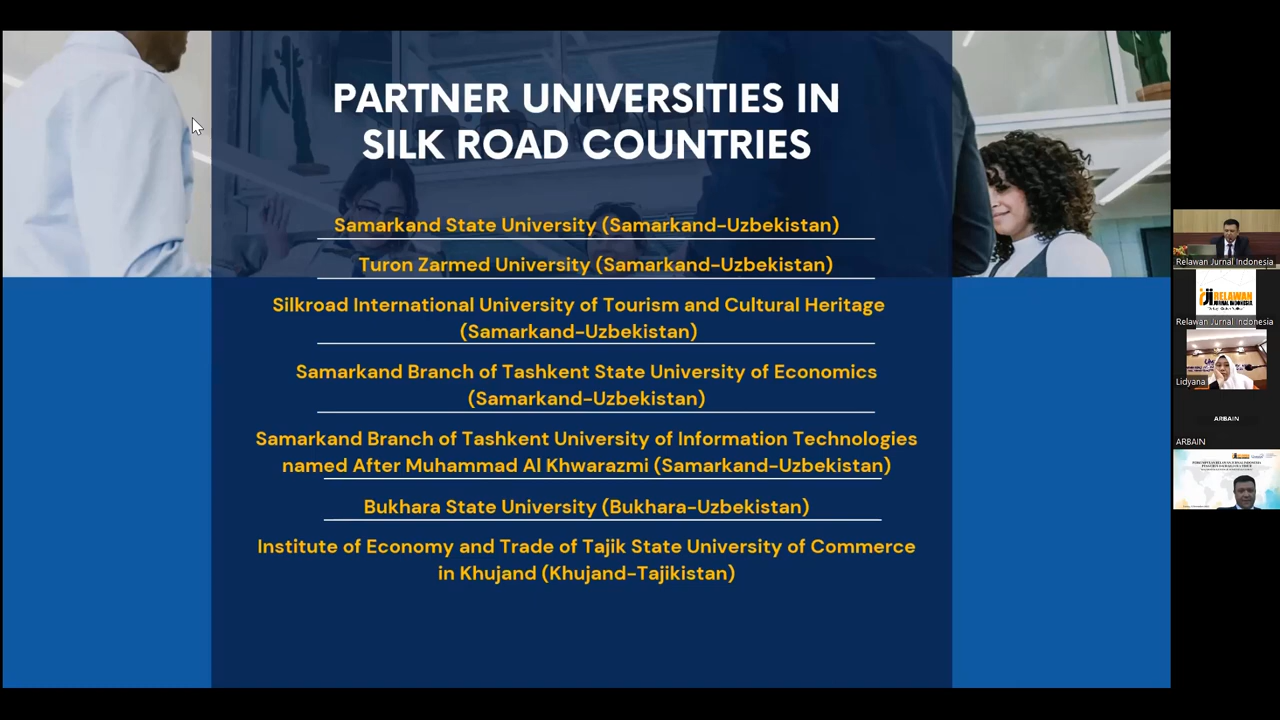 PARTNER UNIVERSITIES IN
SILK ROAD COUNTRIES
Samarkand State University (Samarkand-Uzbekistan)
Turon Zarmed University (Samarkand-Uzbekistan)
Silkroad International University of Tourism and Cultural Heritage
(Samarkand-Uzbekistan)
Samarkand Branch of Tashkent State University of Economics
(Samarkand-Uzbekistan)
Samarkand Branch of Tashkent University of Information Technologies
named After Muhammad Al Khwarazmi (Samarkand-Uzbekistan)
Bukhara State University (Bukhara-Uzbekistan)
Institute of Economy and Trade of Tajik State University of Commerce
in Khujand (Khujand-Tajikistan)
Relawan Jurnal Indonesia
RELAWAN
JURNAL INDONESIA
Relawan Jurnal Indonesia
Lidyana
ARBAIN
ARBAIN